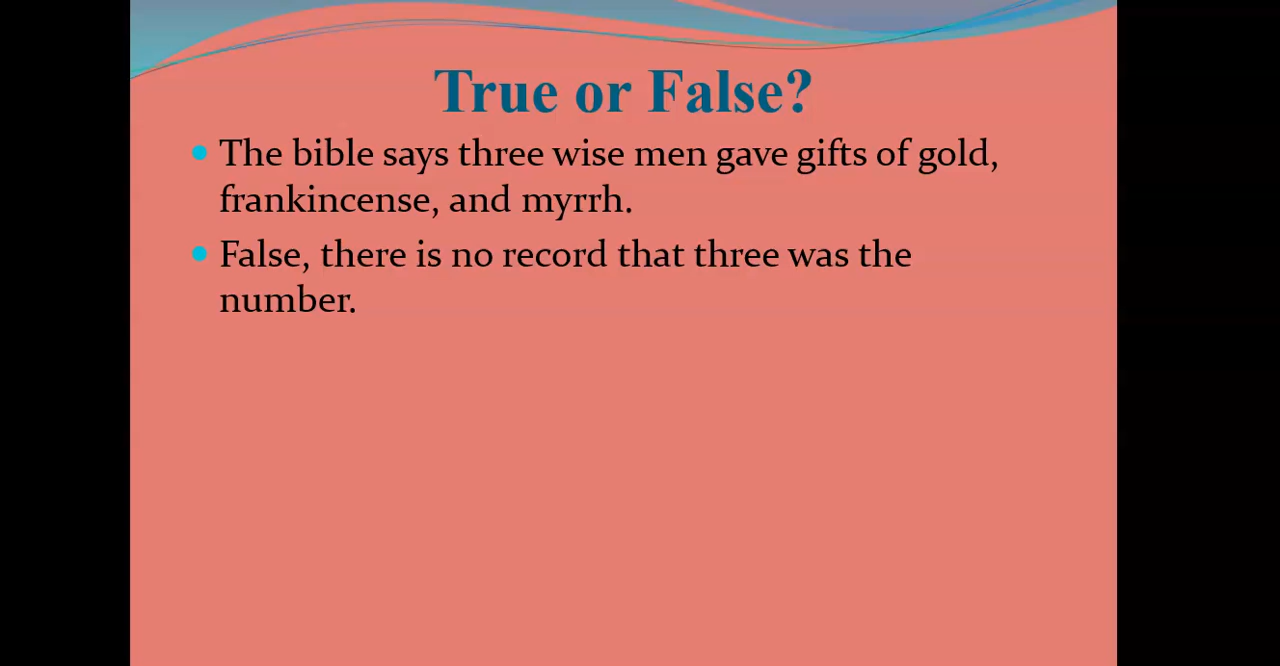 True or False?
The bible says three wise men gave gifts of gold,
frankincense, and myrrh.
False, there is no record that three was the
number.